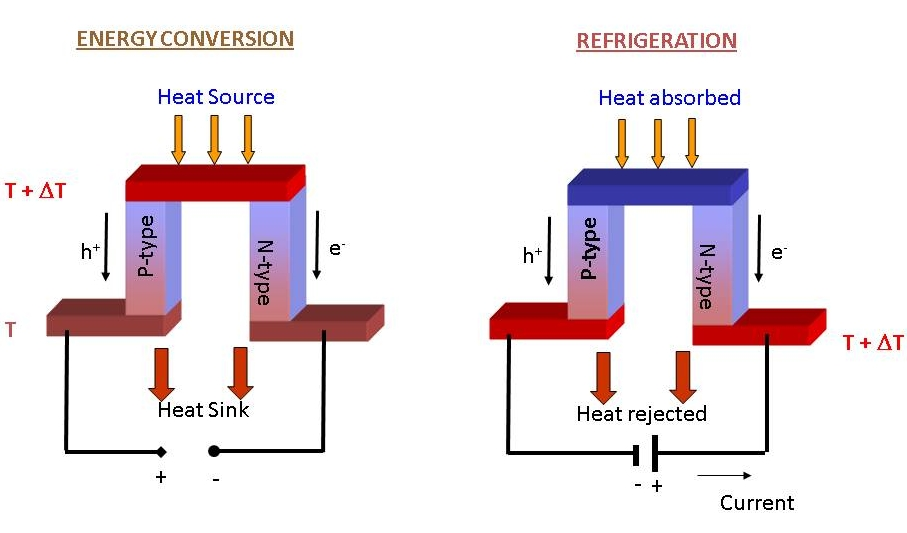 ENERGY CONVERSION
Heat Source
T + ΔT
h+
P-type
N-type
e-
T
Heat Sink
+
-
REFRIGERATION
Heat absorbed
h+
P-type
N-type
e-
T + ΔT
Heat rejected
- +
Current